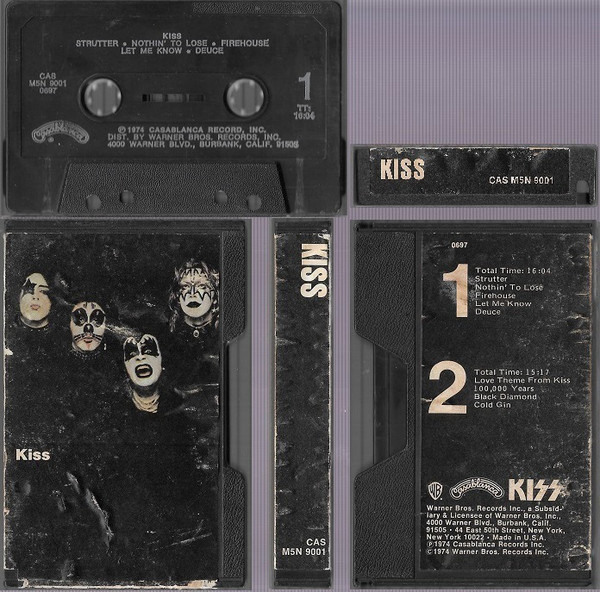 KISS
STRUTTER • NOTHIN' TO LOSE • FIREHOUSE
LET ME KNOW • DEUCE
CAS
M5N 9001
0697
1
TT:
16:04
Casablanca
℗1974 CASABLANCA RECORD, INC.
DIST. BY WARNER BROS. RECORDS, INC.
4000 WARNER BLVD., BURBANK, CALIF. 91505
KISS
CAS M5N 9001
Kiss
KISS
CAS
M5N 9001
0697
1
Total Time: 16:04
Strutter
Nothin' To Lose
Firehouse
Let Me Know
Deuce
2
Total Time: 15:17
Love Theme From Kiss
100,000 Years
Black Diamond
Cold Gin
WB Casablanca KISS
Warner Bros. Records Inc., a Subsid-
iary & Licensee of Warner Bros. Inc.,
4000 Warner Blvd., Burbank, Calif.
91505 • 44 East 50th Street, New York,
New York 10022 • Made in U.S.A.
℗1974 Casablanca Records Inc.
©1974 Warner Bros. Records Inc.